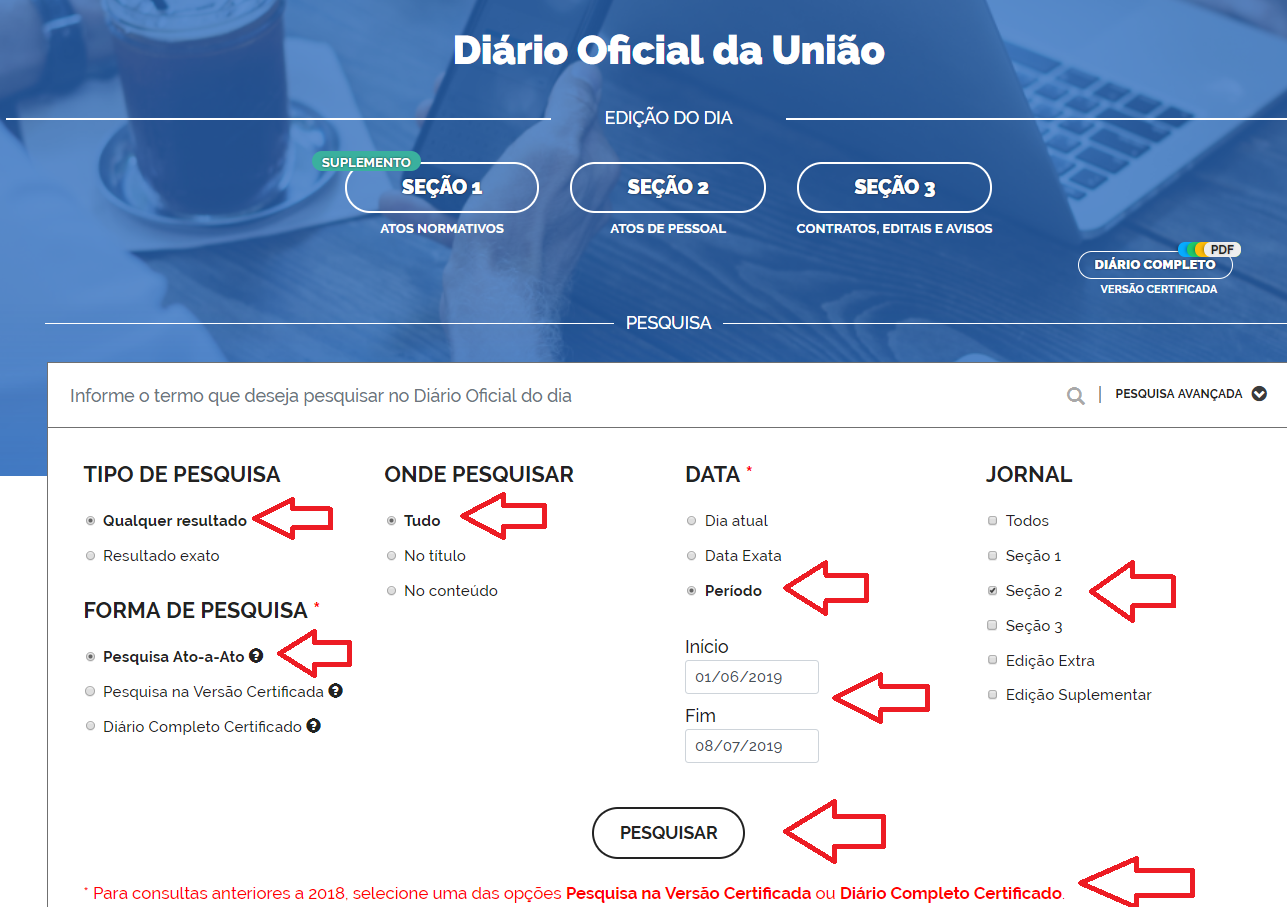 Diário Oficial da União
EDIÇÃO DO DIA
SUPLEMENTO
SEÇÃO 1
SEÇÃO 2
SEÇÃO 3
ATOS NORMATIVOS
ATOS DE PESSOAL
CONTRATOS, EDITAIS E AVISOS
PDF
DIÁRIO COMPLETO
VERSÃO CERTIFICADA
PESQUISA
Informe o termo que deseja pesquisar no Diário Oficial do dia
PESQUISA AVANÇADA
TIPO DE PESQUISA
Qualquer resultado
Resultado exato
FORMA DE PESQUISA *
Pesquisa Ato-a-Ato ?
Pesquisa na Versão Certificada ?
Diário Completo Certificado ?
ONDE PESQUISAR
Tudo
No título
No conteúdo
DATA *
Dia atual
Data Exata
Período
Início
01/06/2019
Fim
08/07/2019
JORNAL
Todos
Seção 1
Seção 2
Seção 3
Edição Extra
Edição Suplementar
PESQUISAR
* Para consultas anteriores a 2018, selecione uma das opções Pesquisa na Versão Certificada ou Diário Completo Certificado.